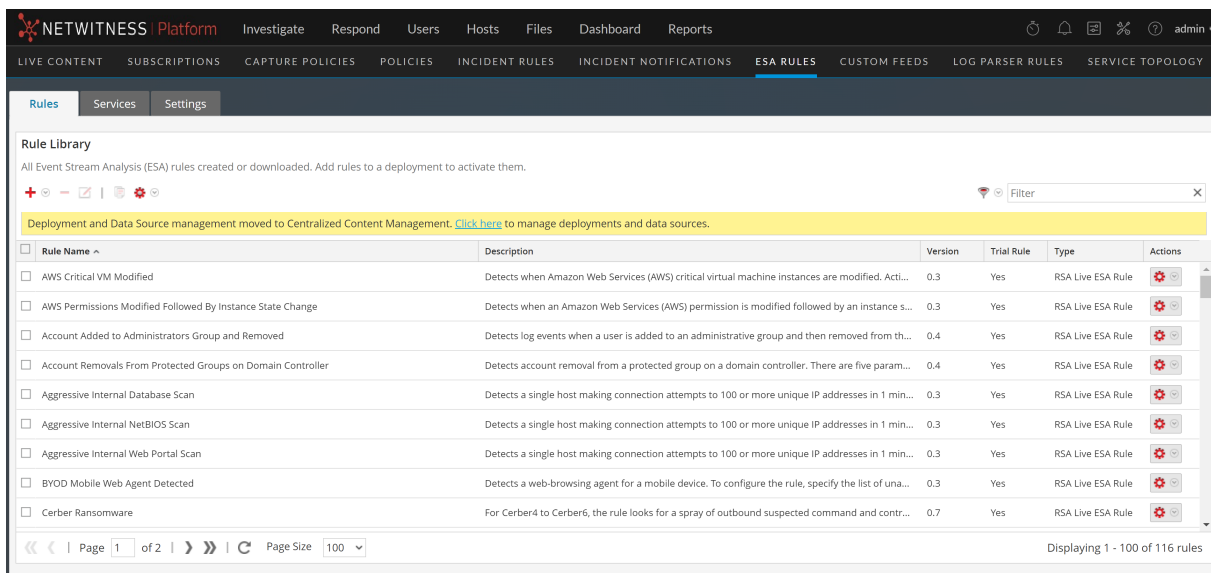 NETWITNESS Platform Investigate Respond Users Hosts Files Dashboard Reports admin
LIVE CONTENT SUBSCRIPTIONS CAPTURE POLICIES POLICIES INCIDENT RULES INCIDENT NOTIFICATIONS ESA RULES CUSTOM FEEDS LOG PARSER RULES SERVICE TOPOLOGY
Rules Services Settings
Rule Library
All Event Stream Analysis (ESA) rules created or downloaded. Add rules to a deployment to activate them.
Filter
Deployment and Data Source management moved to Centralized Content Management. Click here to manage deployments and data sources.
Rule Name Description Version Trial Rule Type Actions
AWS Critical VM Modified Detects when Amazon Web Services (AWS) critical virtual machine instances are modified. Acti... 0.3 Yes RSA Live ESA Rule
AWS Permissions Modified Followed By Instance State Change Detects when an Amazon Web Services (AWS) permission is modified followed by an instance s... 0.3 Yes RSA Live ESA Rule
Account Added to Administrators Group and Removed Detects log events when a user is added to an administrative group and then removed from th... 0.4 Yes RSA Live ESA Rule
Account Removals From Protected Groups on Domain Controller Detects account removal from a protected group on a domain controller. There are five param... 0.4 Yes RSA Live ESA Rule
Aggressive Internal Database Scan Detects a single host making connection attempts to 100 or more unique IP addresses in 1 min... 0.3 Yes RSA Live ESA Rule
Aggressive Internal NetBIOS Scan Detects a single host making connection attempts to 100 or more unique IP addresses in 1 min... 0.3 Yes RSA Live ESA Rule
Aggressive Internal Web Portal Scan Detects a single host making connection attempts to 100 or more unique IP addresses in 1 min... 0.3 Yes RSA Live ESA Rule
BYOD Mobile Web Agent Detected Detects a web-browsing agent for a mobile device. To configure the rule, specify the list of una... 0.3 Yes RSA Live ESA Rule
Cerber Ransomware For Cerber4 to Cerber6, the rule looks for a spray of outbound suspected command and contr... 0.7 Yes RSA Live ESA Rule
Page 1 of 2 Page Size 100 Displaying 1 - 100 of 116 rules